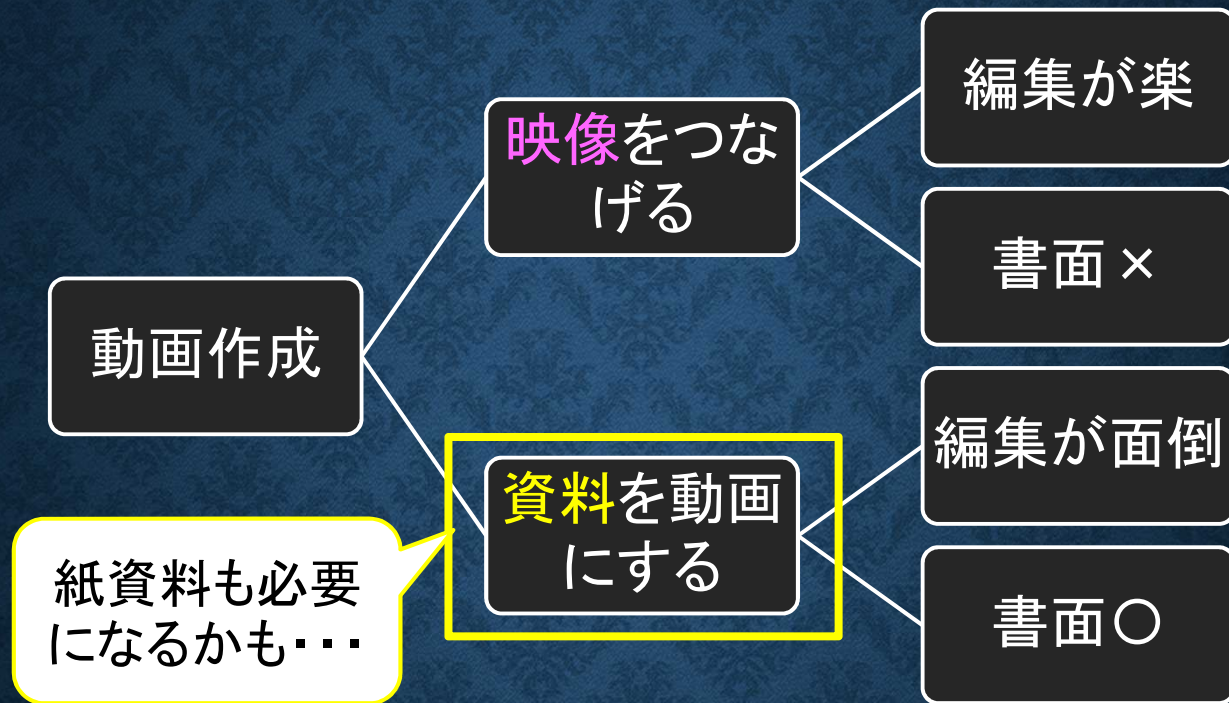 動画作成
映像をつな
げる
編集が楽
書面×
資料を動画
にする
編集が面倒
書面○
紙資料も必要
になるかも・・・